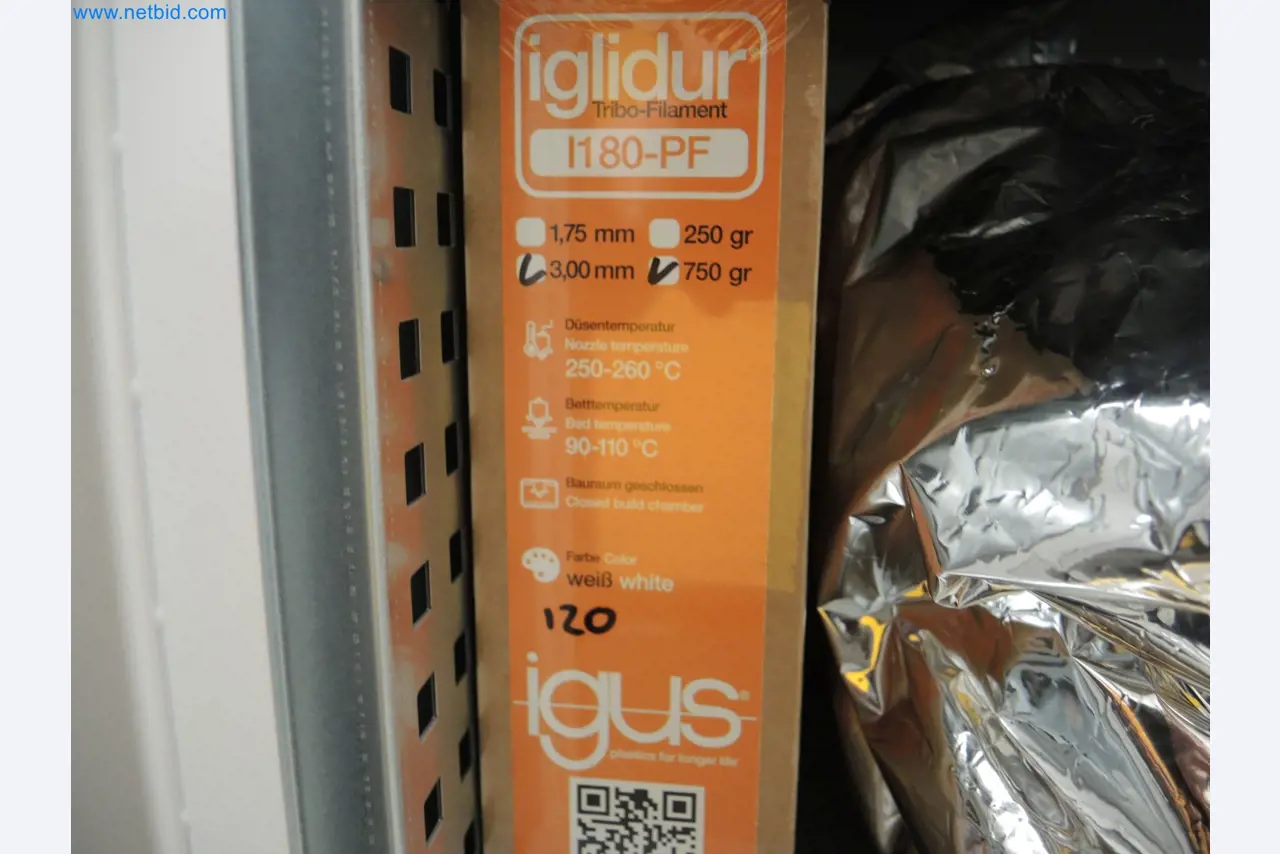 www.netbid.com
iglidur®
Tribo-Filament
I180-PF
1,75 mm 250 gr
3,00 mm 750 gr
Düsentemperatur
Nozzle temperature
250-260 °C
Betttemperatur
Bed temperature
90-110 °C
Bauraum geschlossen
Closed build chamber
Farbe Color
weiß white
120
igus®
plastics for longer life